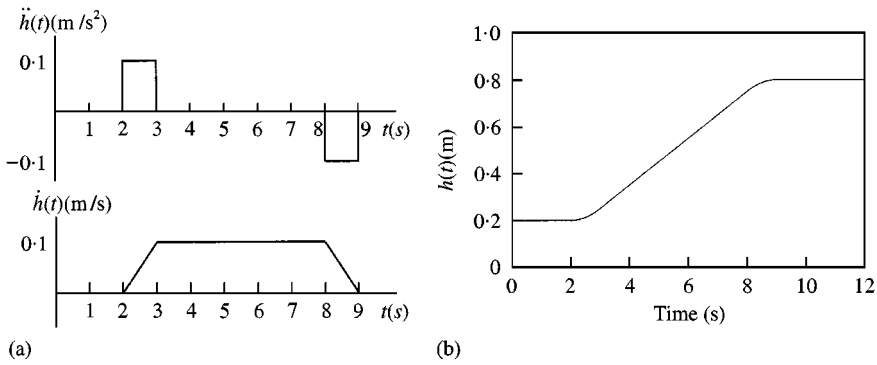 ḧ(t)(m/s²)
0·1
1 2 3 4 5 6 7 8 9 t(s)
−0·1
ḣ(t)(m/s)
0·1
1 2 3 4 5 6 7 8 9 t(s)
(a)
1·0
0·8
0·6
0·4
0·2
0
h(t)(m)
0 2 4 6 8 10 12
Time (s)
(b)